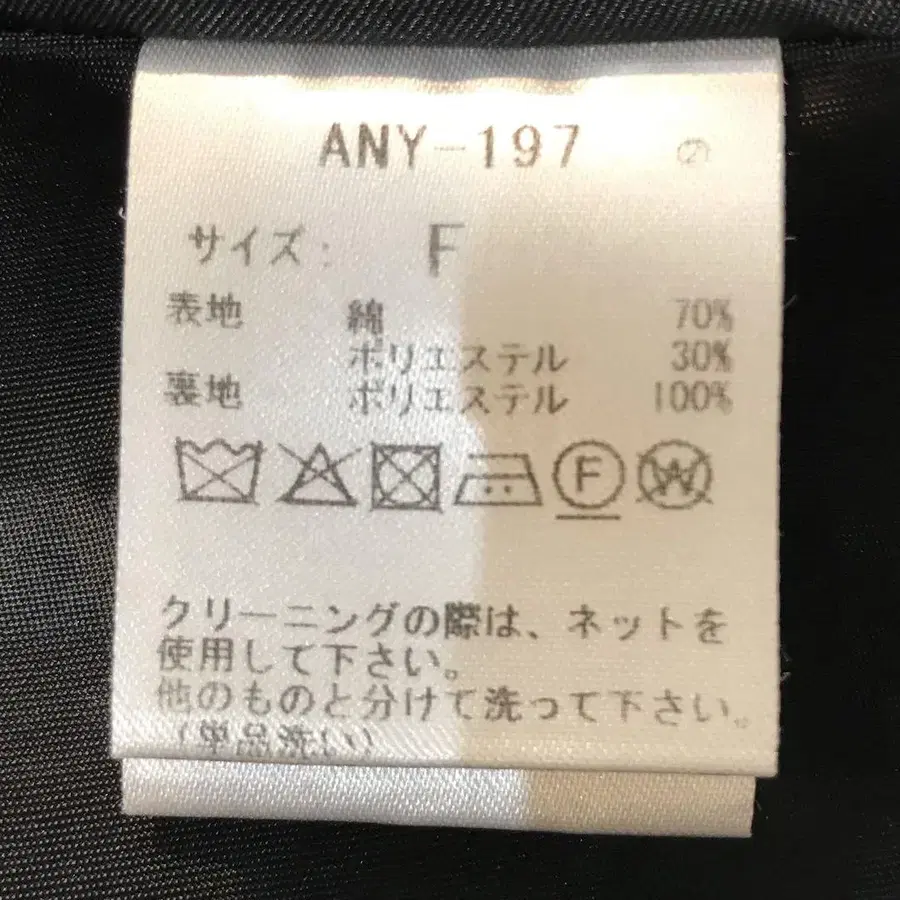 ANY-197
サイズ: F
表地 綿 70%
ポリエステル 30%
裏地 ポリエステル 100%
F W
クリーニングの際は、ネットを
使用して下さい。
他のものと分けて洗って下さい。
(単品洗い)